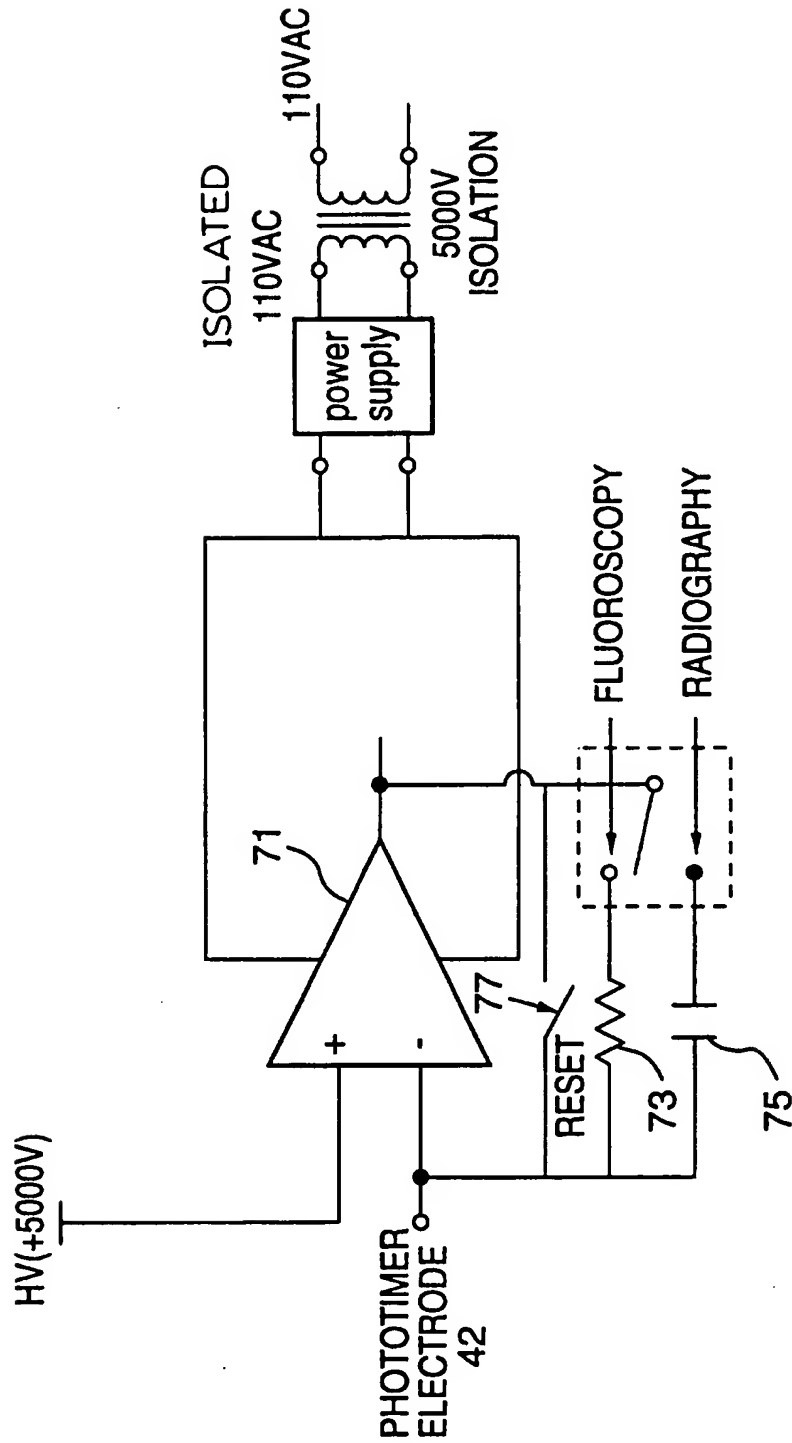 HV(+5000V)
71
+
-
PHOTOTIMER
ELECTRODE
42
RESET
77
73
75
FLUOROSCOPY
RADIOGRAPHY
power
supply
ISOLATED
110VAC
5000V
ISOLATION
110VAC